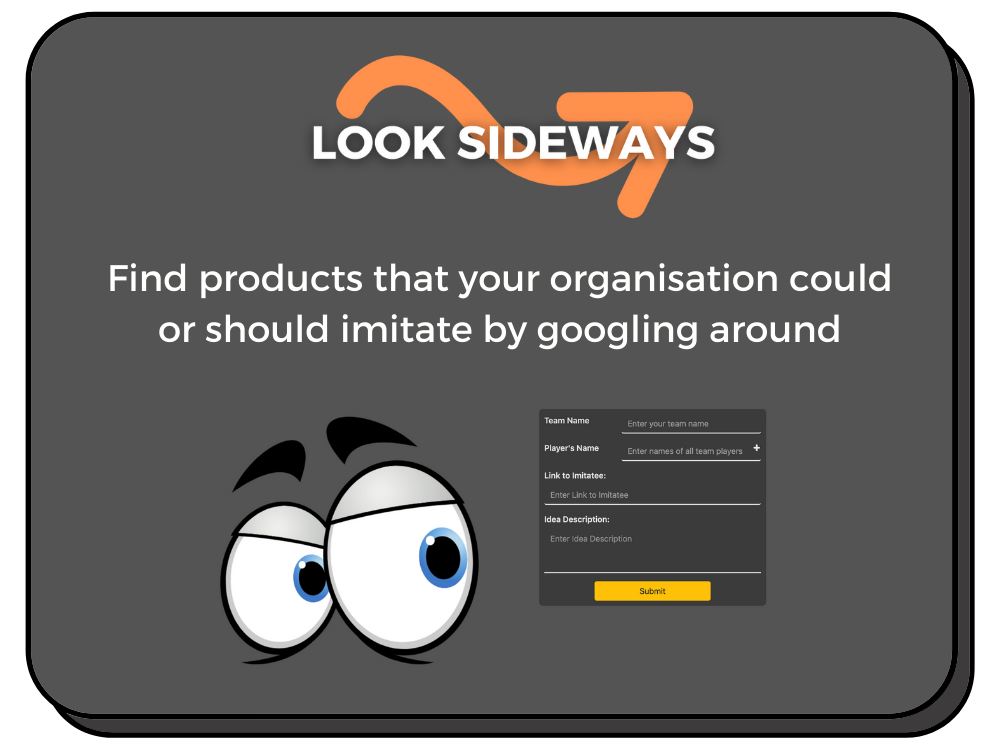 LOOK SIDEWAYS
Find products that your organisation could
or should imitate by googling around
Team Name
Enter your team name
Player's Name
Enter names of all team players +
Link to Imitatee:
Enter Link to Imitatee
Idea Description:
Enter Idea Description
Submit